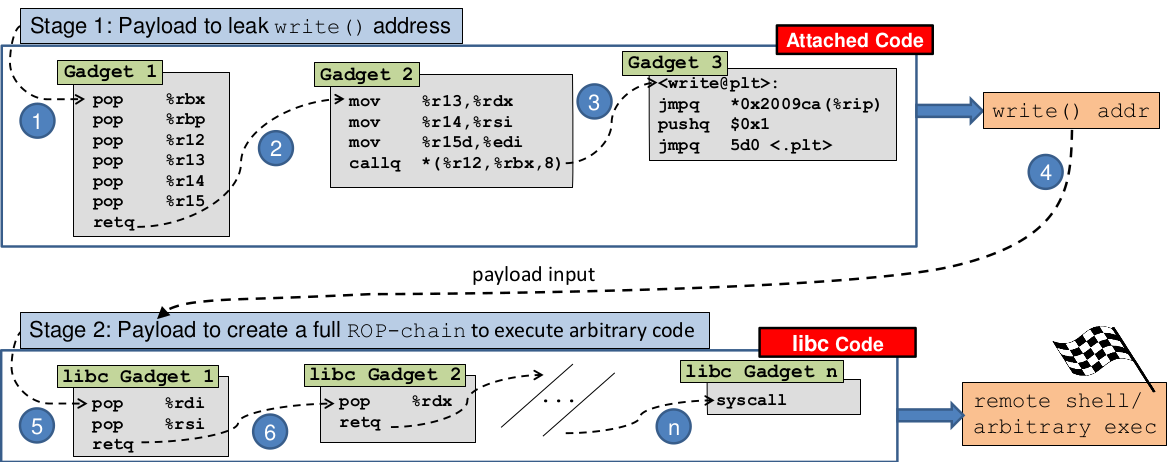 Stage 1: Payload to leak write() address
Attached Code
Gadget 1
pop %rbx
pop %rbp
pop %r12
pop %r13
pop %r14
pop %r15
retq
1
Gadget 2
mov %r13,%rdx
mov %r14,%rsi
mov %r15d,%edi
callq *(%r12,%rbx,8)
2
Gadget 3
<write@plt>:
jmpq *0x2009ca(%rip)
pushq $0x1
jmpq 5d0 <.plt>
3
write() addr
4
payload input
Stage 2: Payload to create a full ROP-chain to execute arbitrary code
libc Code
libc Gadget 1
pop %rdi
pop %rsi
retq
5
libc Gadget 2
pop %rdx
retq
6
...
libc Gadget n
syscall
n
remote shell/
arbitrary exec